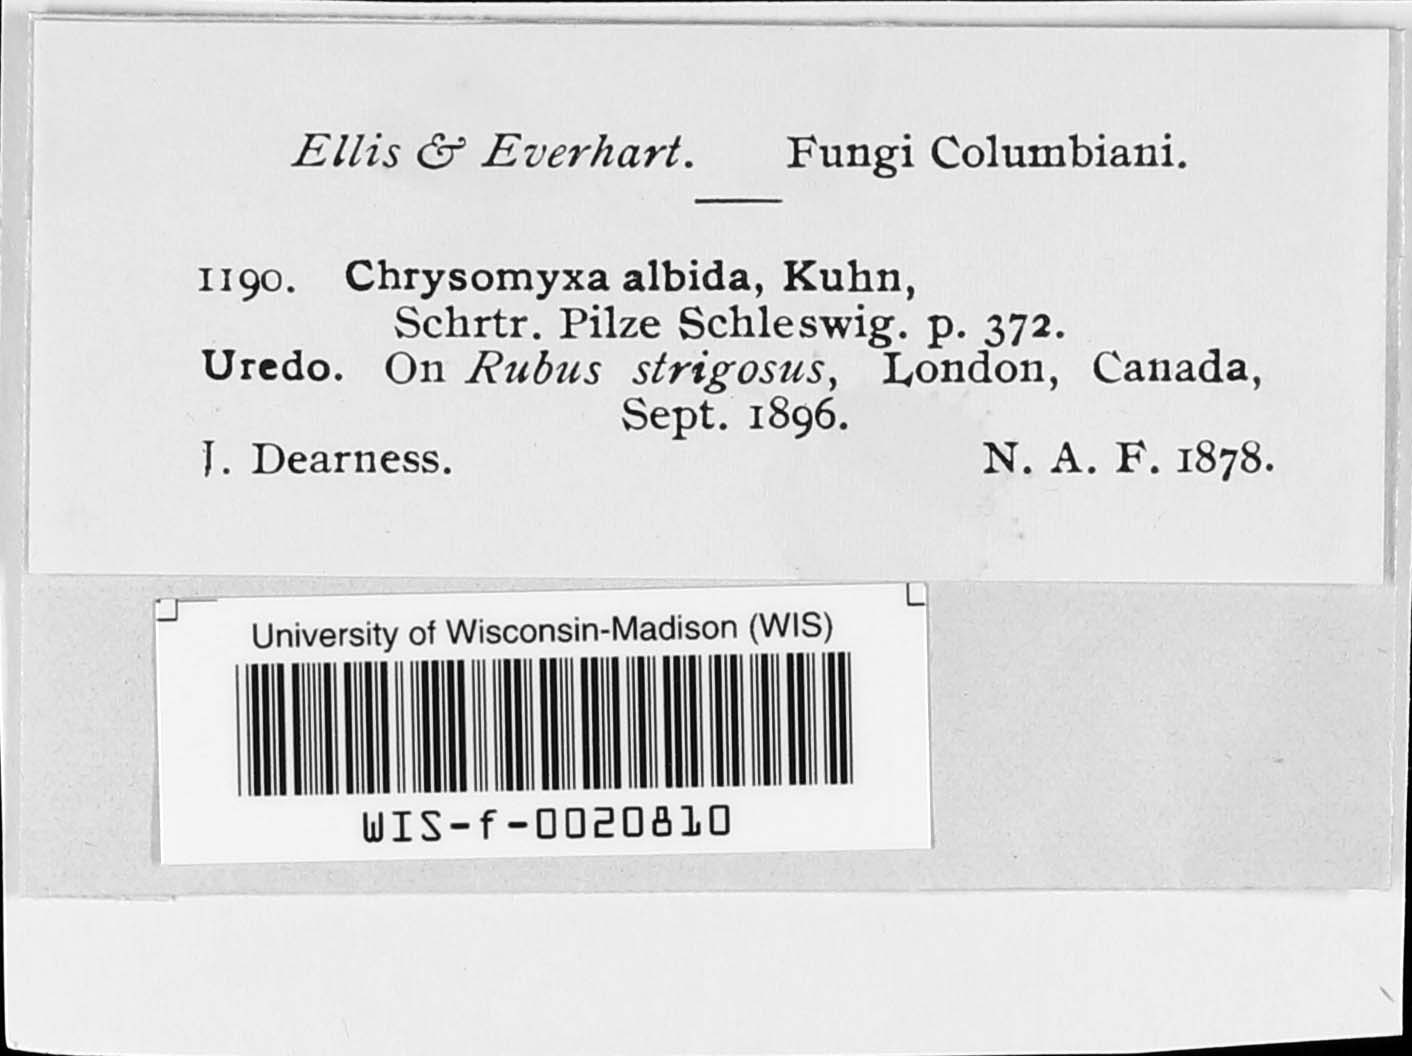 Ellis & Everhart. Fungi Columbiani.
1190. Chrysomyxa albida, Kuhn,
Schrtr. Pilze Schleswig. p. 372.
Uredo. On Rubus strigosus, London, Canada,
Sept. 1896.
J. Dearness. N. A. F. 1878.
University of Wisconsin-Madison (WIS)
WIS-f-0020810